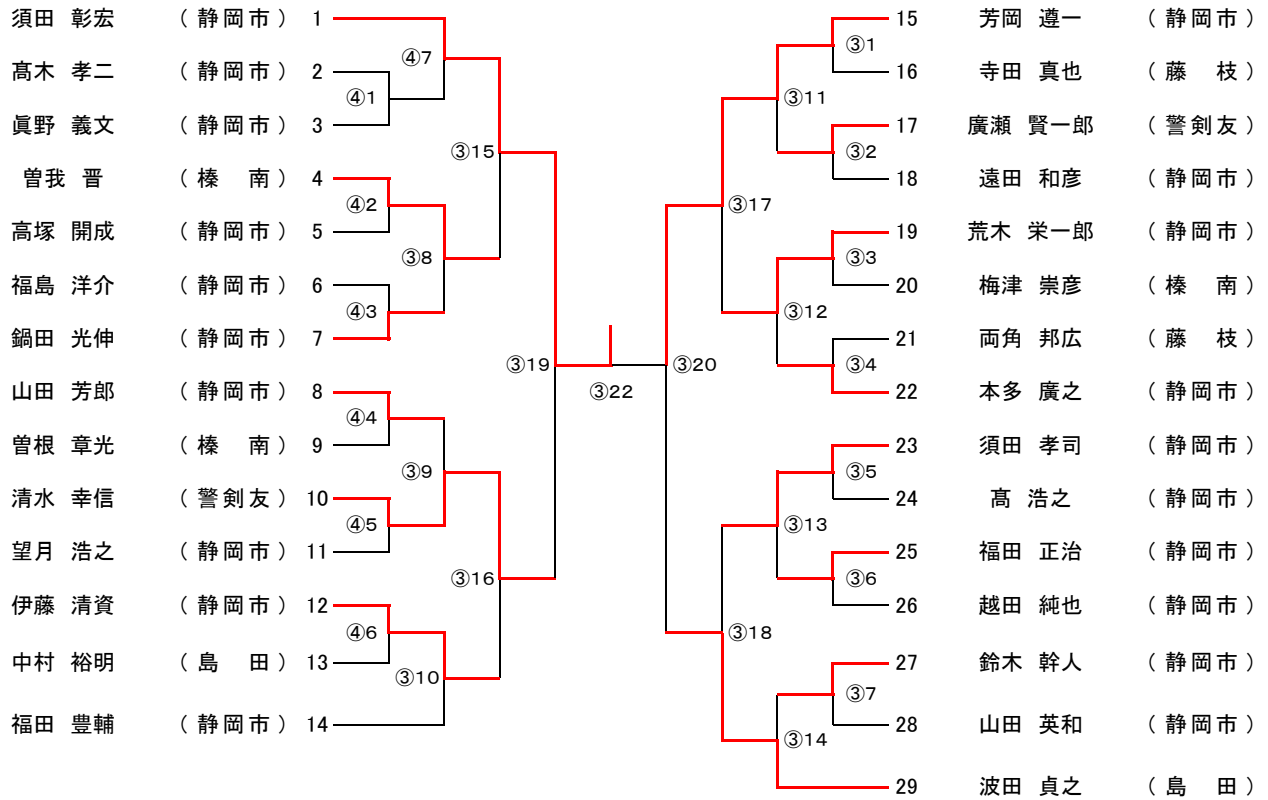 須田 彰宏 （静岡市） 1
髙木 孝二 （静岡市） 2
眞野 義文 （静岡市） 3
曽我 晋 （榛 南） 4
高塚 開成 （静岡市） 5
福島 洋介 （静岡市） 6
鍋田 光伸 （静岡市） 7
山田 芳郎 （静岡市） 8
曽根 章光 （榛 南） 9
清水 幸信 （警剣友） 10
望月 浩之 （静岡市） 11
伊藤 清資 （静岡市） 12
中村 裕明 （島 田） 13
福田 豊輔 （静岡市） 14
④7
④1
③15
④2
③8
④3
③19
④4
③9
④5
③16
④6
③10
③22
15 芳岡 遵一 （静岡市）
16 寺田 真也 （藤 枝）
17 廣瀬 賢一郎 （警剣友）
18 遠田 和彦 （静岡市）
19 荒木 栄一郎 （静岡市）
20 梅津 崇彦 （榛 南）
21 両角 邦広 （藤 枝）
22 本多 廣之 （静岡市）
23 須田 孝司 （静岡市）
24 髙 浩之 （静岡市）
25 福田 正治 （静岡市）
26 越田 純也 （静岡市）
27 鈴木 幹人 （静岡市）
28 山田 英和 （静岡市）
29 波田 貞之 （島 田）
③1
③11
③2
③17
③3
③12
③4
③20
③5
③13
③6
③18
③7
③14